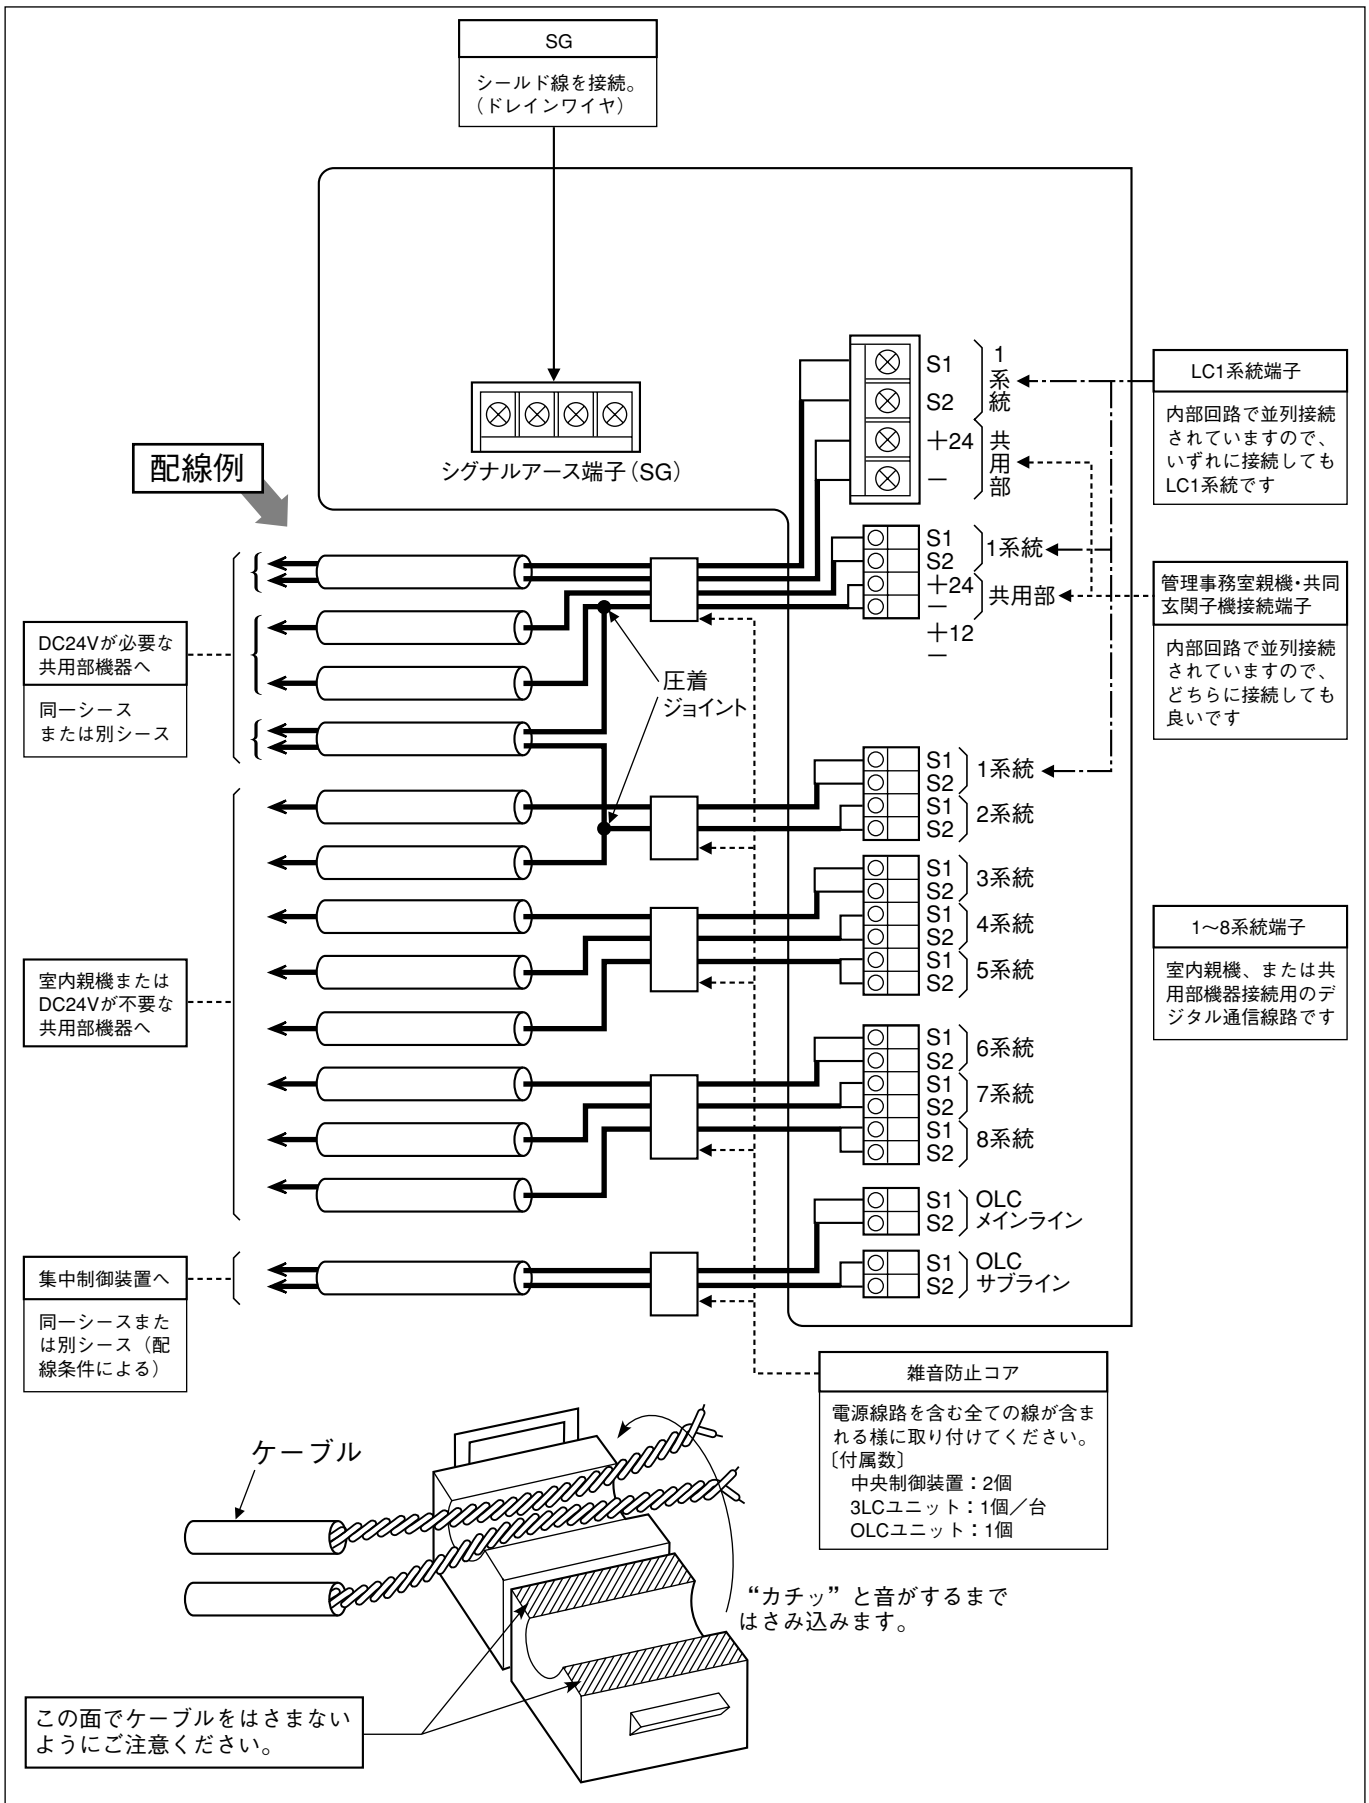 SG
シールド線を接続。
（ドレインワイヤ）
シグナルアース端子（SG）
配線例
S1
S2
1系統
＋24
－
共用部
S1
S2
1系統
＋24
－
共用部
＋12
－
LC1系統端子
内部回路で並列接続
されていますので、
いずれに接続しても
LC1系統です
管理事務室親機・共同
玄関子機接続端子
内部回路で並列接続
されていますので、
どちらに接続しても
良いです
DC24Vが必要な
共用部機器へ
同一シース
または別シース
圧着
ジョイント
S1
S2
1系統
S1
S2
2系統
S1
S2
3系統
S1
S2
4系統
S1
S2
5系統
1～8系統端子
室内親機、または共
用部機器接続用のデ
ジタル通信線路です
室内親機または
DC24Vが不要な
共用部機器へ
S1
S2
6系統
S1
S2
7系統
S1
S2
8系統
S1
S2
OLC
メインライン
S1
S2
OLC
サブライン
集中制御装置へ
同一シースまた
は別シース（配
線条件による）
雑音防止コア
電源線路を含む全ての線が含ま
れる様に取り付けてください。
〔付属数〕
中央制御装置：2個
3LCユニット：1個／台
OLCユニット：1個
ケーブル
“カチッ”と音がするまで
はさみ込みます。
この面でケーブルをはさまない
ようにご注意ください。